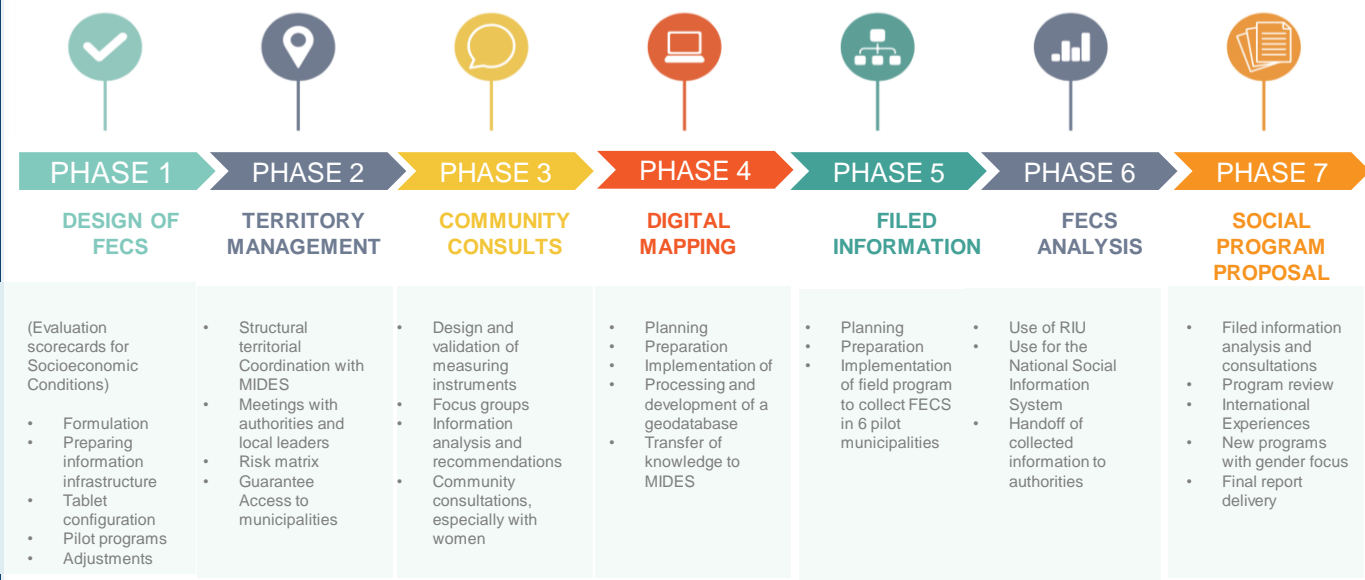 PHASE 1
PHASE 2
PHASE 3
PHASE 4
PHASE 5
PHASE 6
PHASE 7
DESIGN OF
FECS
TERRITORY
MANAGEMENT
COMMUNITY
CONSULTS
DIGITAL
MAPPING
FILED
INFORMATION
FECS
ANALYSIS
SOCIAL
PROGRAM
PROPOSAL
(Evaluation
scorecards for
Socioeconomic
Conditions)
• Formulation
• Preparing
information
infrastructure
• Tablet
configuration
• Pilot programs
• Adjustments
• Structural
territorial
Coordination with
MIDES
• Meetings with
authorities and
local leaders
• Risk matrix
• Guarantee
Access to
municipalities
• Design and
validation of
measuring
instruments
• Focus groups
• Information
analysis and
recommendations
• Community
consultations,
especially with
women
• Planning
• Preparation
• Implementation of
• Processing and
development of a
geodatabase
• Transfer of
knowledge to
MIDES
• Planning
• Preparation
• Implementation
of field program
to collect FECS
in 6 pilot
municipalities
• Use of RIU
• Use for the
National Social
Information
System
• Handoff of
collected
information to
authorities
• Filed information
analysis and
consultations
• Program review
• International
Experiences
• New programs
with gender focus
• Final report
delivery